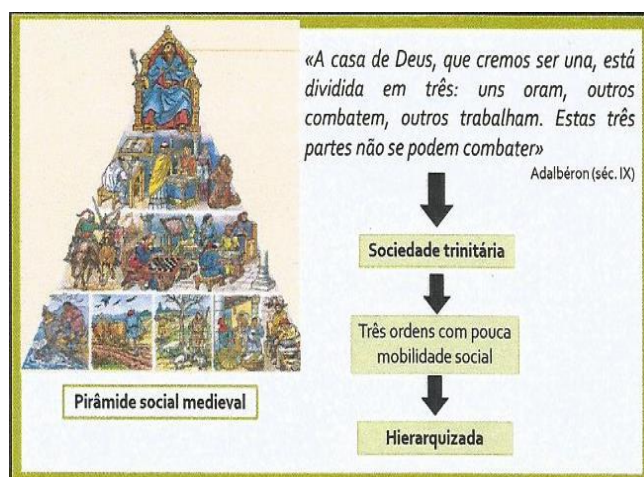 «A casa de Deus, que cremos ser una, está
dividida em três: uns oram, outros
combatem, outros trabalham. Estas três
partes não se podem combater»
Adalbéron (séc. IX)
Sociedade trinitária
Três ordens com pouca
mobilidade social
Hierarquizada
Pirâmide social medieval